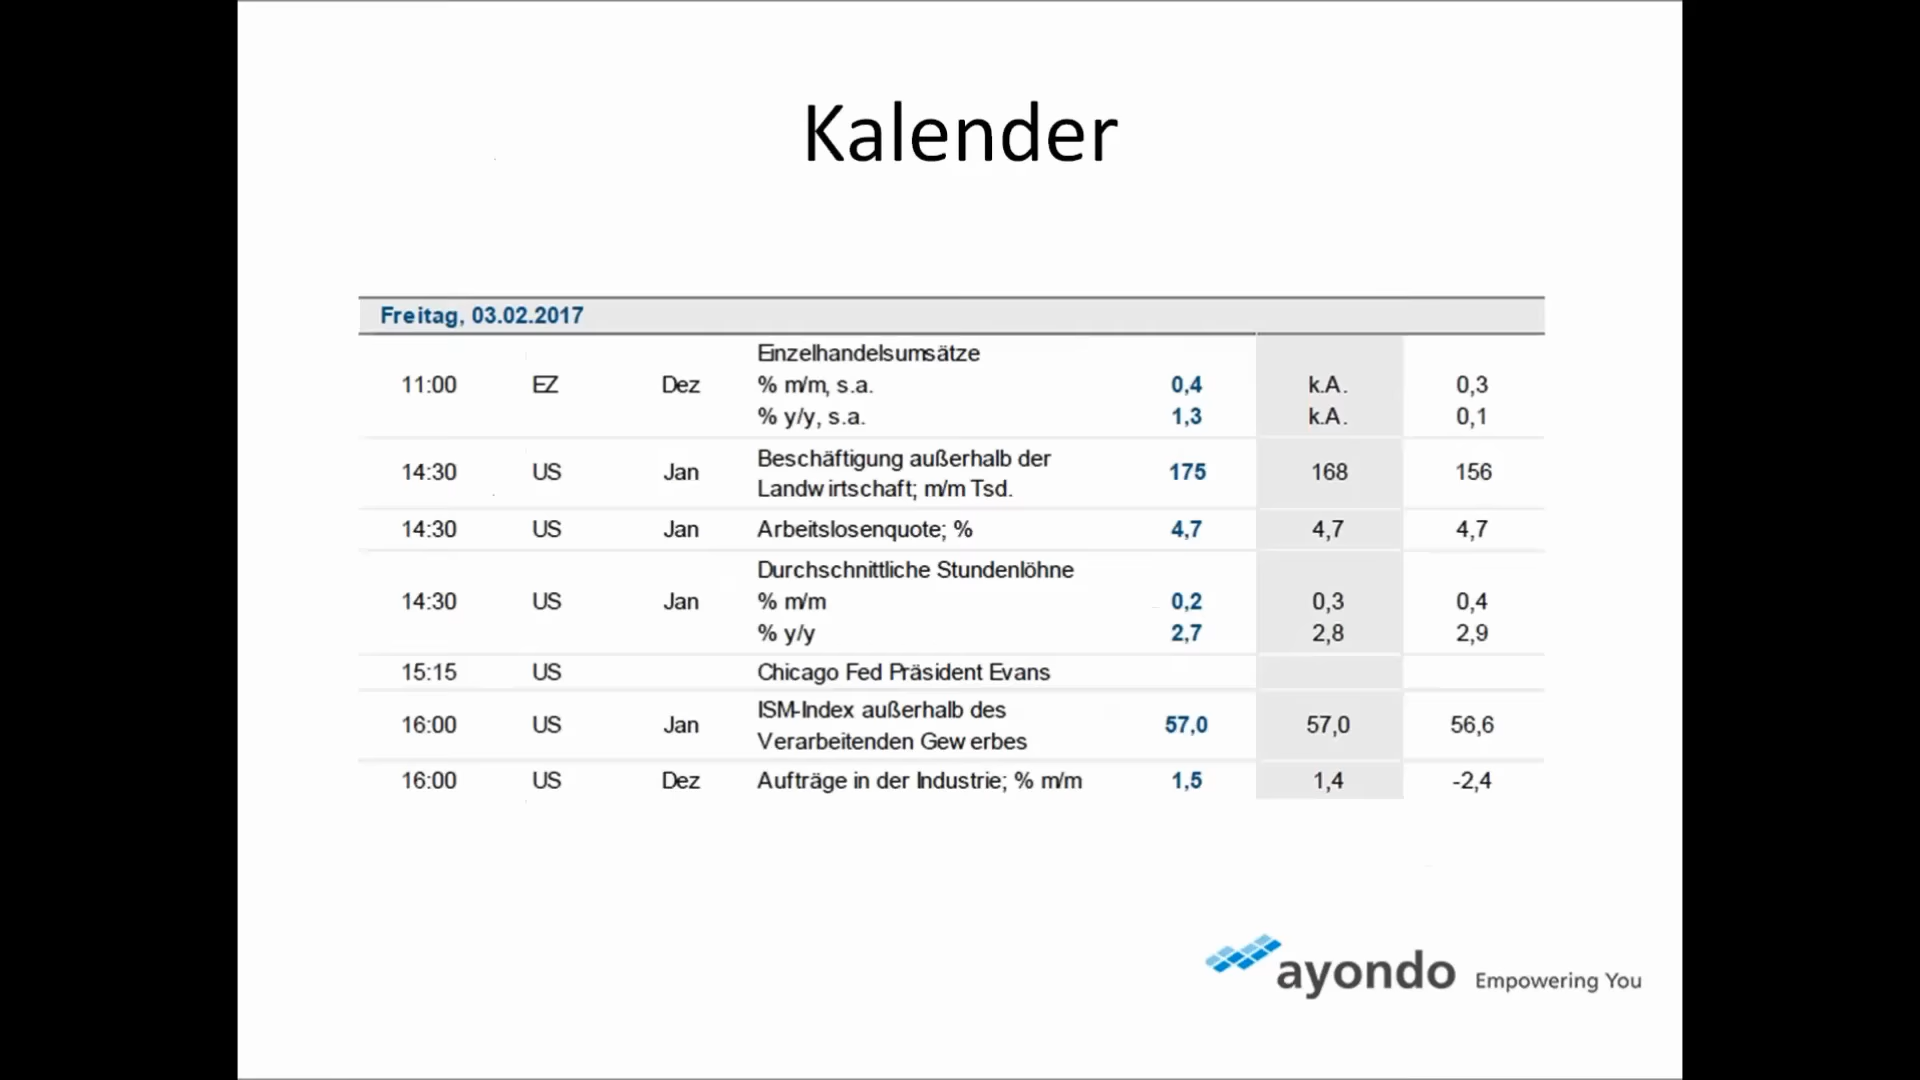 Kalender
Freitag, 03.02.2017
Einzelhandelsumsätze
11:00 EZ Dez % m/m, s.a. 0,4 k.A. 0,3
% y/y, s.a. 1,3 k.A. 0,1
Beschäftigung außerhalb der
14:30 US Jan 175 168 156
Landwirtschaft; m/m Tsd.
14:30 US Jan Arbeitslosenquote; % 4,7 4,7 4,7
Durchschnittliche Stundenlöhne
14:30 US Jan % m/m 0,2 0,3 0,4
% y/y 2,7 2,8 2,9
15:15 US Chicago Fed Präsident Evans
ISM-Index außerhalb des
16:00 US Jan 57,0 57,0 56,6
Verarbeitenden Gewerbes
16:00 US Dez Aufträge in der Industrie; % m/m 1,5 1,4 -2,4
ayondo Empowering You